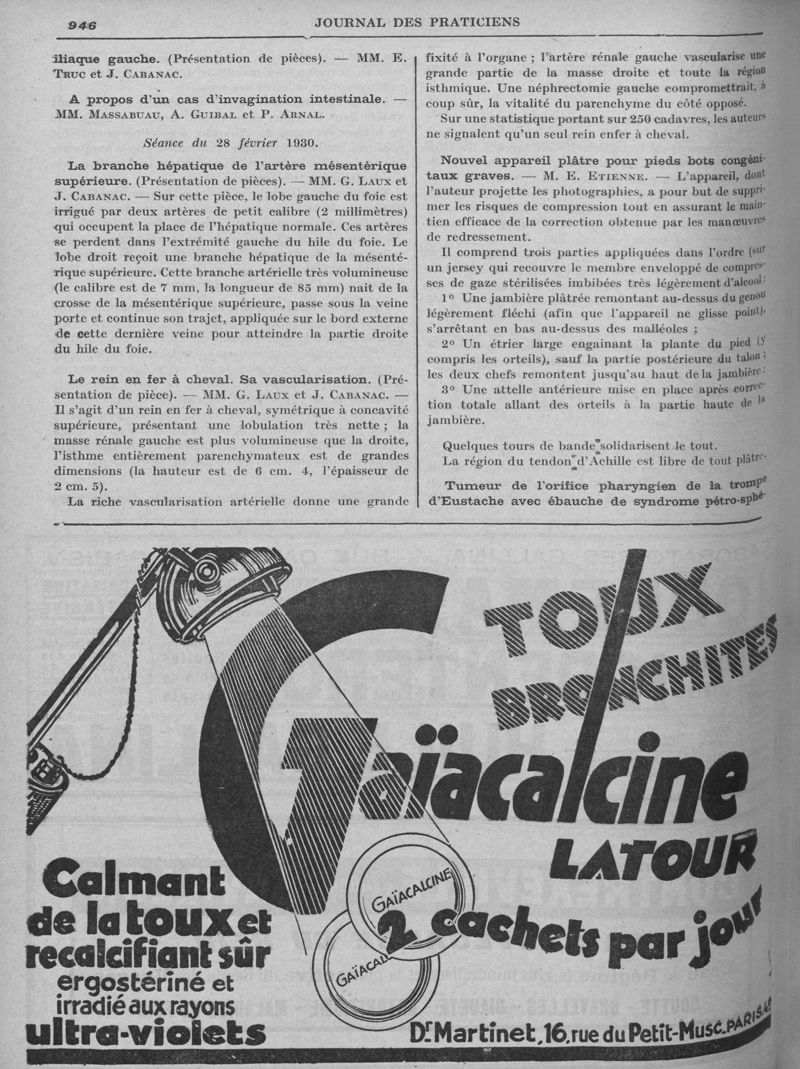 946
JOURNAL DES PRATICIENS
iliaque gauche. (Présentation de pièces). — MM. E.
Truc et J. Cabanac.
A propos d'un cas d'invagination intestinale. —
MM. Massabuau, A. Guibal et P. Arnal.
Séance du 28 février 1930.
La branche hépatique de l'artère mésentérique
supérieure. (Présentation de pièces). — MM. G. Laux et
J. Cabanac. — Sur cette pièce, le lobe gauche du foie est
irrigué par deux artères de petit calibre (2 millimètres)
qui occupent la place de l'hépatique normale. Ces artères
se perdent dans l'extrémité gauche du hile du foie. Le
lobe droit reçoit une branche hépatique de la mésenté-
rique supérieure. Cette branche artérielle très volumineuse
(le calibre est de 7 mm, la longueur de 85 mm) nait de la
crosse de la mésentérique supérieure, passe sous la veine
porte et continue son trajet, appliquée sur le bord externe
de cette dernière veine pour atteindre la partie droite
du hile du foie.
Le rein en fer à cheval. Sa vascularisation. (Pré-
sentation de pièce). — MM. G. Laux et J. Cabanac. —
Il s'agit d'un rein en fer à cheval, symétrique à concavité
supérieure, présentant une lobulation très nette ; la
masse rénale gauche est plus volumineuse que la droite,
l'isthme entièrement parenchymateux est de grandes
dimensions (la hauteur est de 6 cm. 4, l'épaisseur de
2 cm. 5).
La riche vascularisation artérielle donne une grande
fixité à l'organe ; l'artère rénale gauche vascularise une
grande partie de la masse droite et toute la région
isthmique. Une néphrectomie gauche compromettrait, à
coup sûr, la vitalité du parenchyme du côté opposé.
Sur une statistique portant sur 250 cadavres, les auteurs
ne signalent qu'un seul rein enfer à cheval.
Nouvel appareil plâtre pour pieds bots congéni-
taux graves. — M. E. Etienne. — L'appareil, dont
l'auteur projette les photographies, a pour but de suppri-
mer les risques de compression tout en assurant le main-
tien efficace de la correction obtenue par les manœuvres
de redressement.
Il comprend trois parties appliquées dans l'ordre (sur
un jersey qui recouvre le membre enveloppé de compres-
ses de gaze stérilisées imbibées très légèrement d'alcool :
1° Une jambière plâtrée remontant au-dessus du genou
légèrement fléchi (afin que l'appareil ne glisse point),
s'arrêtant en bas au-dessus des malléoles ;
2° Un étrier large engainant la plante du pied (y
compris les orteils), sauf la partie postérieure du talon ;
les deux chefs remontent jusqu'au haut de la jambière ;
3° Une attelle antérieure mise en place après correc-
tion totale allant des orteils à la partie haute de la
jambière.
Quelques tours de bande solidarisent le tout.
La région du tendon d'Achille est libre de tout plâtre.
Tumeur de l'orifice pharyngien de la trompe
d'Eustache avec ébauche de syndrome pétro-sphé-
TOUX
BRONCHITES
Gaïacalcine
LATOUR
GAÏACALCINE
GAÏACAL
2 cachets par jour
Calmant
de la toux et
recalcifiant sûr
ergostériné et
irradié aux rayons
ultra-violets
Dr Martinet, 16, rue du Petit-Musc. PARIS.